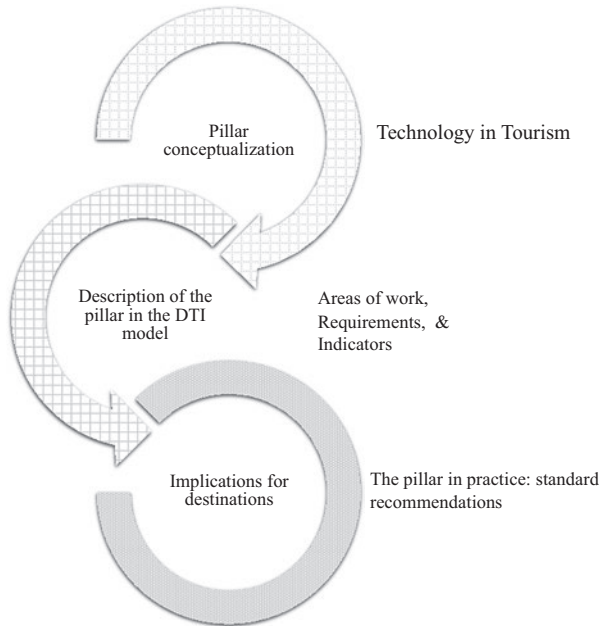 Pillar
conceptualization
Technology in Tourism
Description of the
pillar in the DTI
model
Areas of work,
Requirements, &
Indicators
Implications for
destinations
The pillar in practice: standard
recommendations